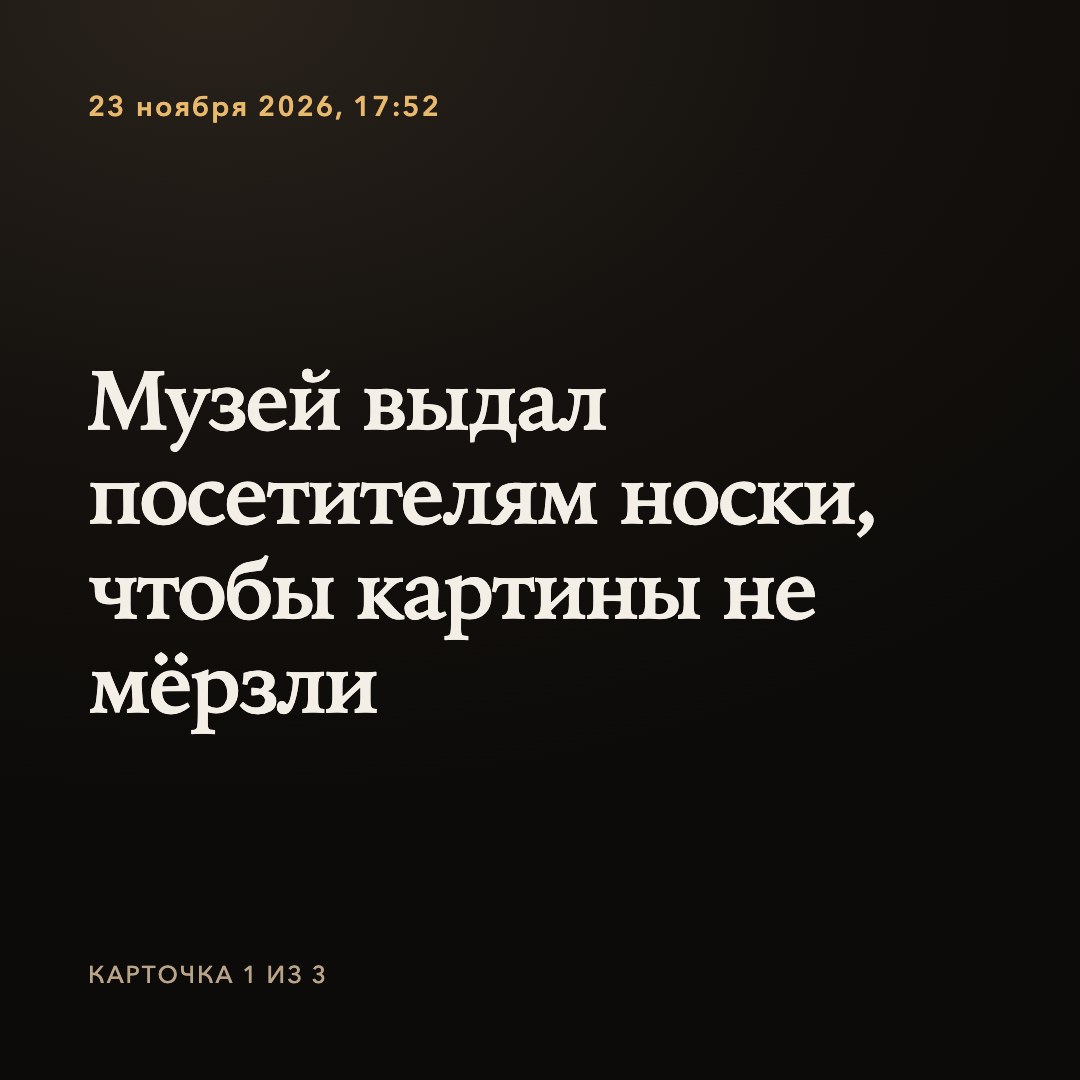 23 ноября 2026, 17:52
Музей выдал
посетителям носки,
чтобы картины не
мёрзли
КАРТОЧКА 1 ИЗ 3